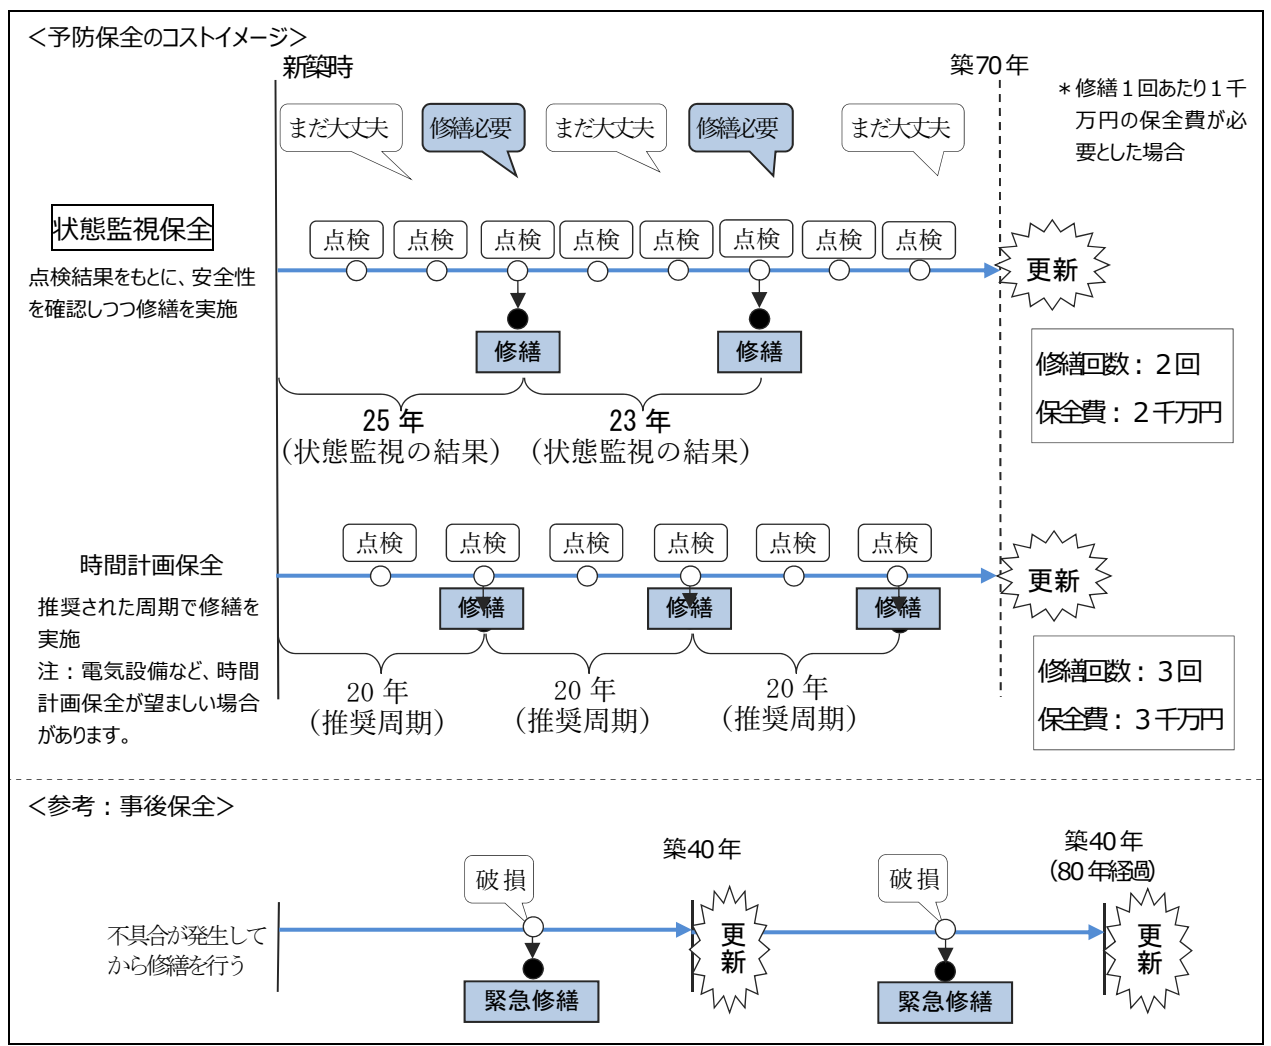 ＜予防保全のコストイメージ＞
新築時
築70年
＊修繕１回あたり１千
万円の保全費が必
要とした場合
まだ大丈夫
修繕必要
まだ大丈夫
修繕必要
まだ大丈夫
状態監視保全
点検結果をもとに、安全性
を確認しつつ修繕を実施
点検
点検
点検
点検
点検
点検
点検
点検
更新
修繕
修繕
修繕回数：２回
保全費：２千万円
25 年
（状態監視の結果）
23 年
（状態監視の結果）
時間計画保全
推奨された周期で修繕を
実施
注：電気設備など、時間
計画保全が望ましい場合
があります。
点検
点検
点検
点検
点検
点検
更新
修繕
修繕
修繕
20 年
（推奨周期）
20 年
（推奨周期）
20 年
（推奨周期）
修繕回数：３回
保全費：３千万円
＜参考：事後保全＞
築40年
築40年
（80年経過）
破損
破損
不具合が発生して
から修繕を行う
更新
更新
緊急修繕
緊急修繕